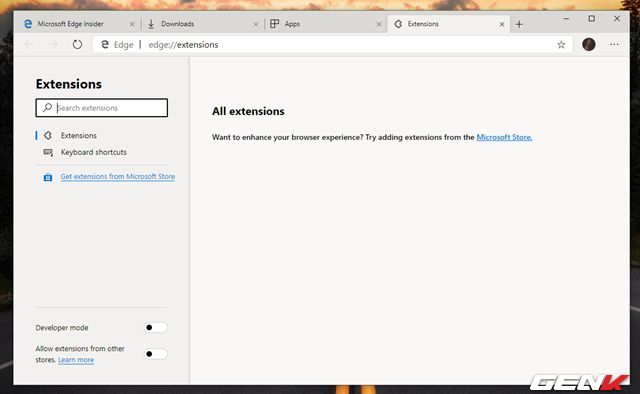 Microsoft Edge Insider
Downloads
Apps
Extensions
Edge | edge://extensions
Extensions
Search extensions
Extensions
Keyboard shortcuts
Get extensions from Microsoft Store
All extensions
Want to enhance your browser experience? Try adding extensions from the Microsoft Store.
Developer mode
Allow extensions from other
stores. Learn more
GENK